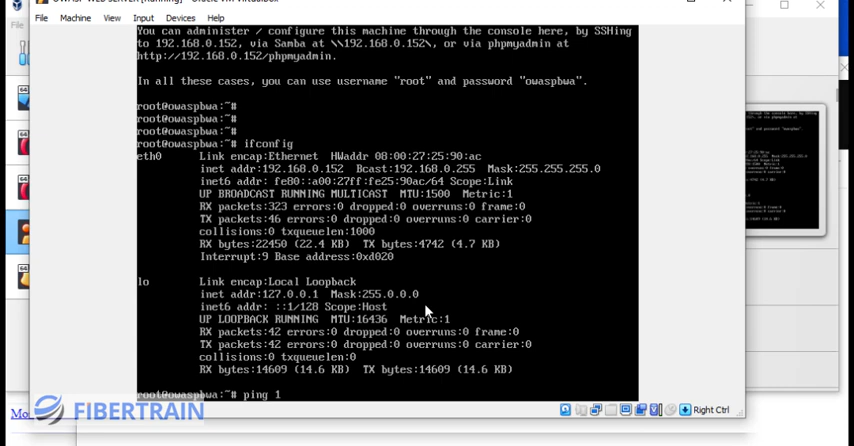 File Machine View Input Devices Help
You can administer / configure this machine through the console here, by SSHing
to 192.168.0.152, via Samba at \\192.168.0.152\, or via phpmyadmin at
http://192.168.0.152/phpmyadmin.
In all these cases, you can use username "root" and password "owaspbwa".
root@owaspbwa:~#
root@owaspbwa:~#
root@owaspbwa:~#
root@owaspbwa:~# ifconfig
eth0 Link encap:Ethernet HWaddr 08:00:27:25:90:ac
inet addr:192.168.0.152 Bcast:192.168.0.255 Mask:255.255.255.0
inet6 addr: fe80::a00:27ff:fe25:90ac/64 Scope:Link
UP BROADCAST RUNNING MULTICAST MTU:1500 Metric:1
RX packets:323 errors:0 dropped:0 overruns:0 frame:0
TX packets:46 errors:0 dropped:0 overruns:0 carrier:0
collisions:0 txqueuelen:1000
RX bytes:22450 (22.4 KB) TX bytes:4742 (4.7 KB)
Interrupt:9 Base address:0xd020
lo Link encap:Local Loopback
inet addr:127.0.0.1 Mask:255.0.0.0
inet6 addr: ::1/128 Scope:Host
UP LOOPBACK RUNNING MTU:16436 Metric:1
RX packets:42 errors:0 dropped:0 overruns:0 frame:0
TX packets:42 errors:0 dropped:0 overruns:0 carrier:0
collisions:0 txqueuelen:0
RX bytes:14609 (14.6 KB) TX bytes:14609 (14.6 KB)
root@owaspbwa:~# ping 1
FIBERTRAIN
Right Ctrl